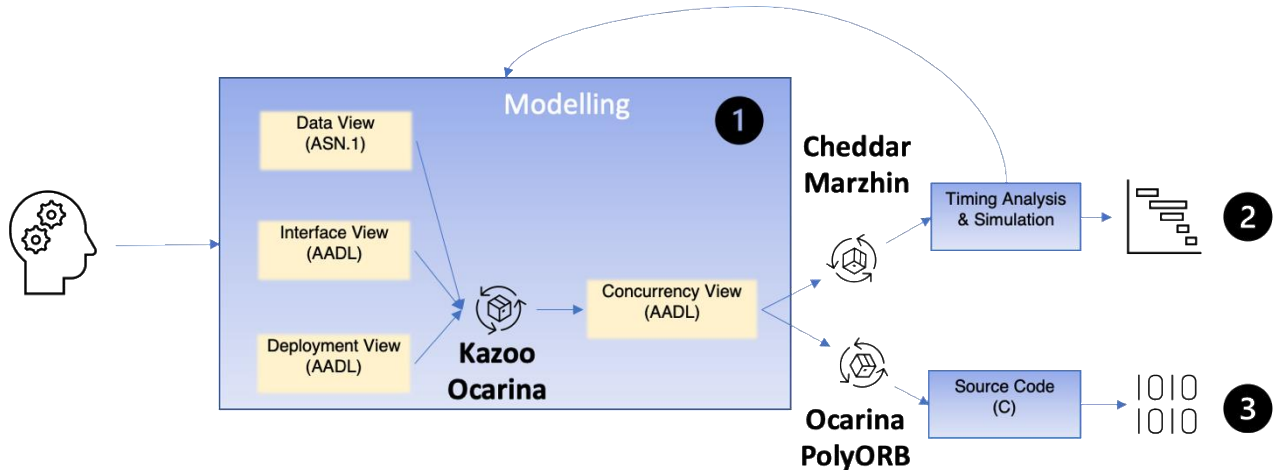 Modelling
1
Data View
(ASN.1)
Interface View
(AADL)
Deployment View
(AADL)
Kazoo
Ocarina
Concurrency View
(AADL)
Cheddar
Marzhin
Timing Analysis
& Simulation
2
Ocarina
PolyORB
Source Code
(C)
1010
1010
3